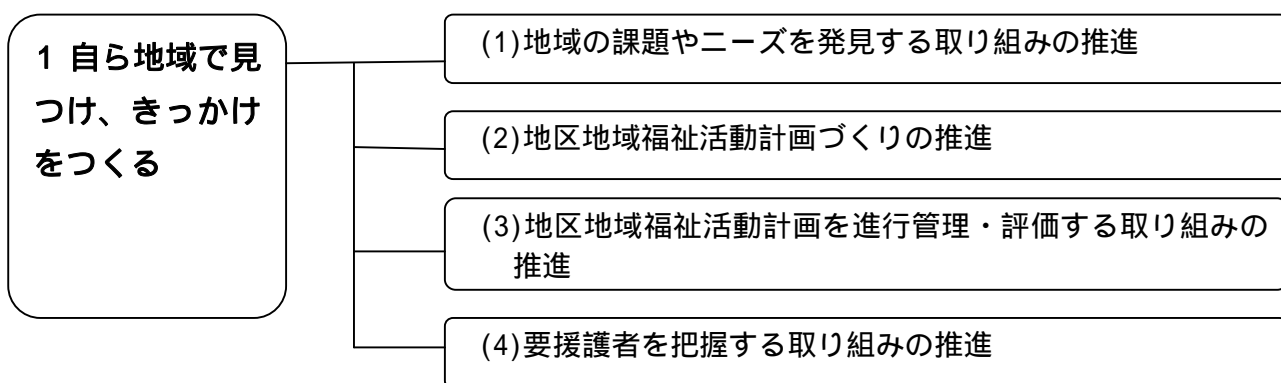 1 自ら地域で見
つけ、きっかけ
をつくる
(1)地域の課題やニーズを発見する取り組みの推進
(2)地区地域福祉活動計画づくりの推進
(3)地区地域福祉活動計画を進行管理・評価する取り組みの
推進
(4)要援護者を把握する取り組みの推進